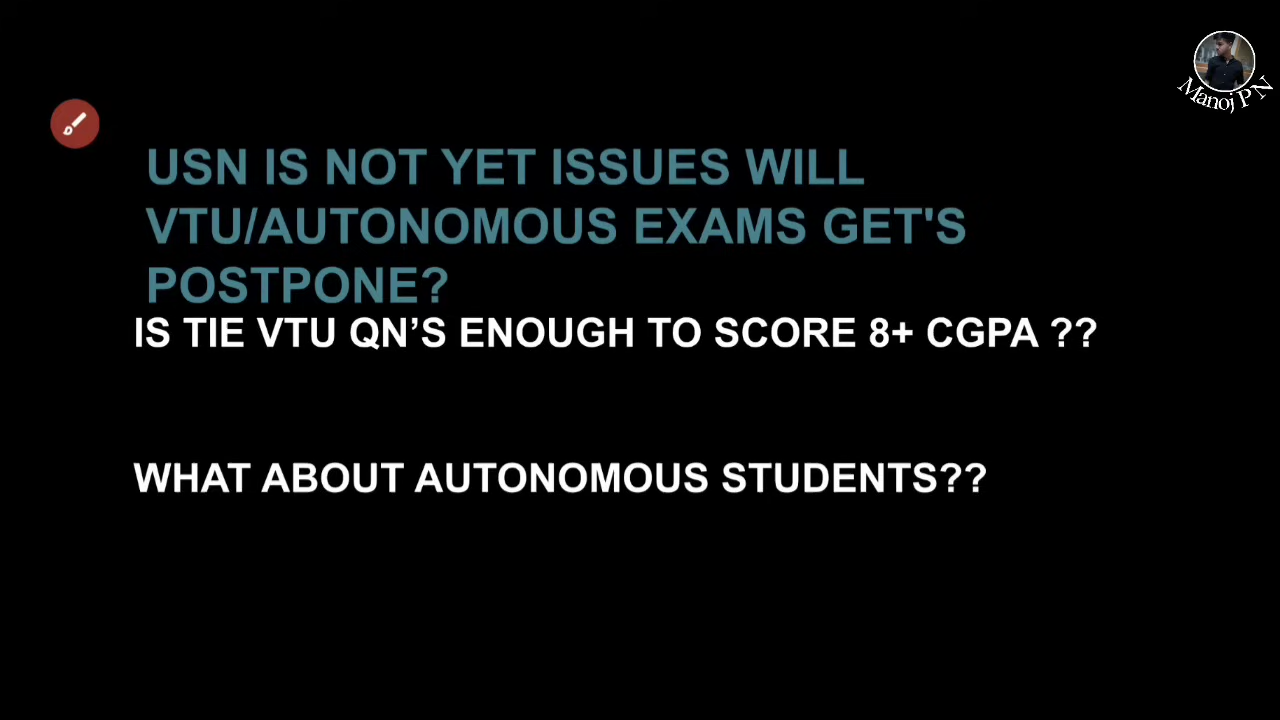 Manoj PN
USN IS NOT YET ISSUES WILL
VTU/AUTONOMOUS EXAMS GET'S
POSTPONE?
IS TIE VTU QN’S ENOUGH TO SCORE 8+ CGPA ??
WHAT ABOUT AUTONOMOUS STUDENTS??